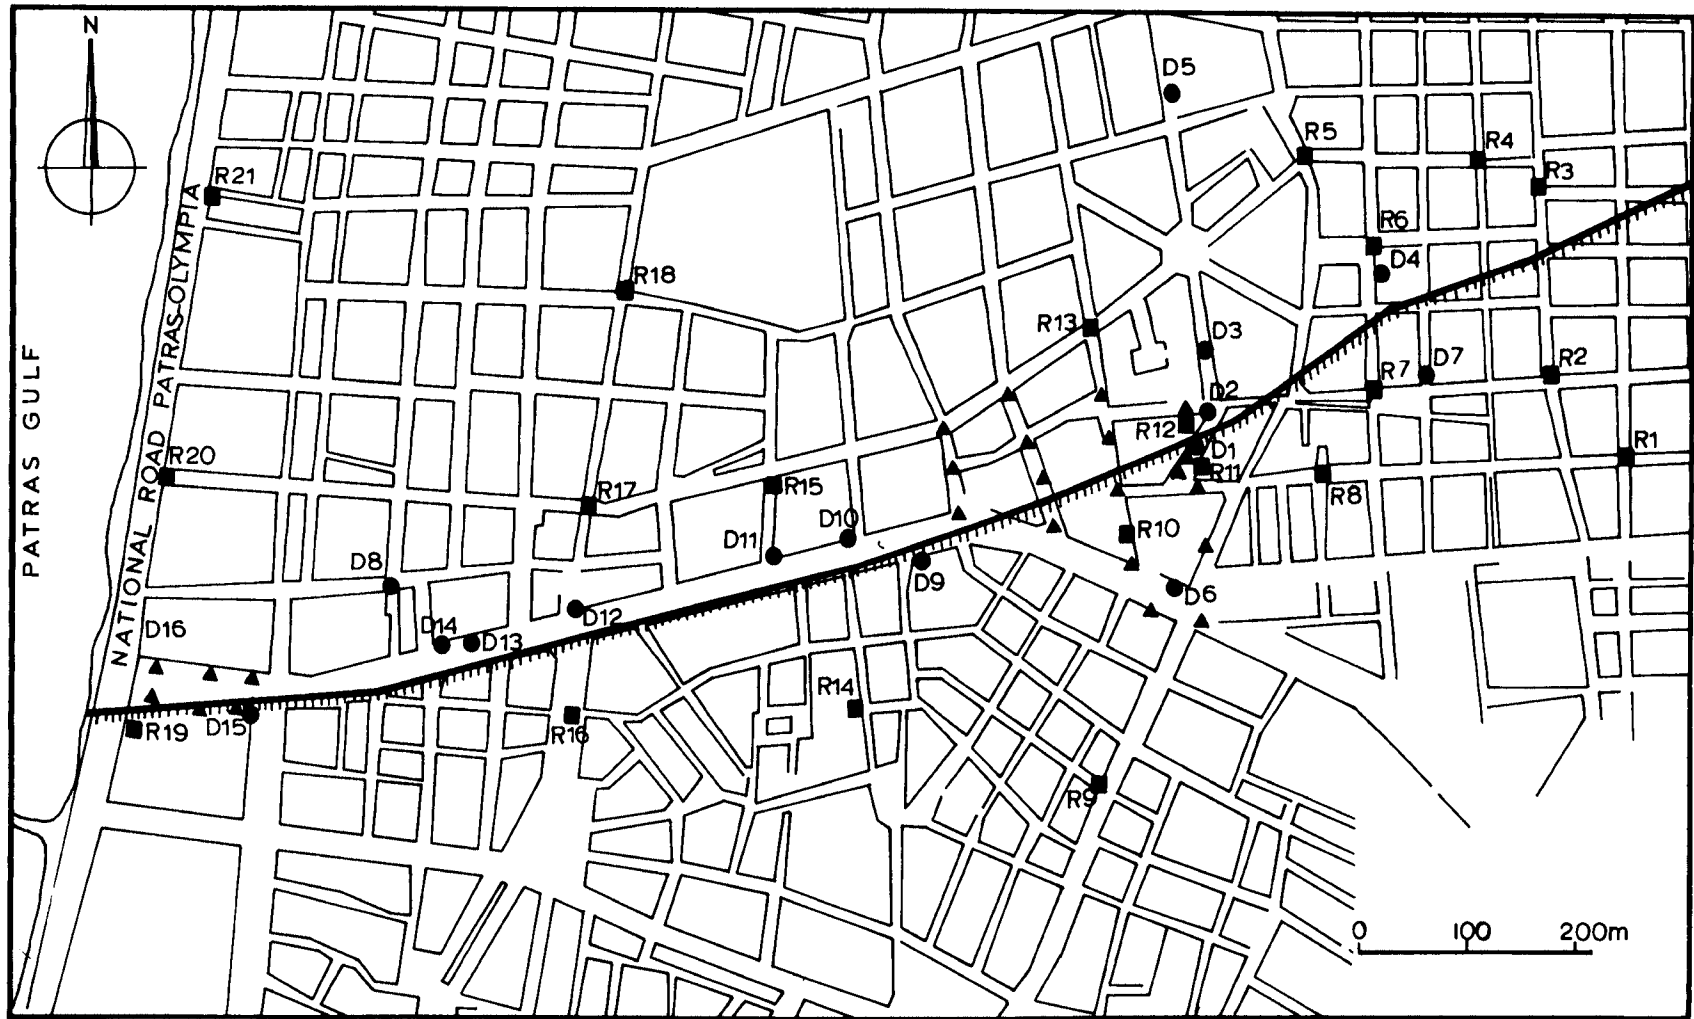 N
D5
R5
R4
R3
R21
R6
D4
R18
R13
D3
R7
D7
R2
D2
R12
D1
R11
R1
R20
R17
R15
R8
D10
D11
R10
D8
D9
D6
D12
D16
D14
D13
R14
R19
D15
R16
R9
PATRAS GULF
NATIONAL ROAD PATRAS-OLYMPIA
0 100 200m